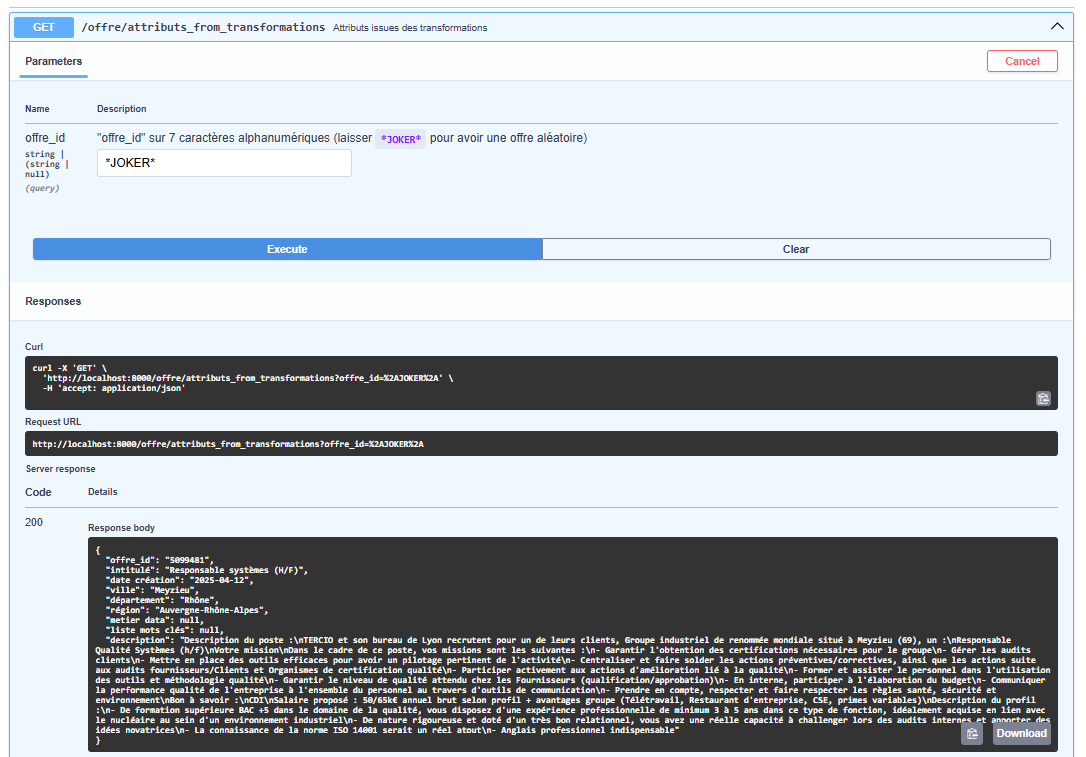 GET /offre/attributs_from_transformations Attributs issues des transformations
Parameters Cancel
Name Description
offre_id "offre_id" sur 7 caractères alphanumériques (laisser *JOKER* pour avoir une offre aléatoire)
string |
(string |
null)
(query)
*JOKER*
Execute Clear
Responses
Curl
curl -X 'GET' \
'http://localhost:8000/offre/attributs_from_transformations?offre_id=%2AJOKER%2A' \
-H 'accept: application/json'
Request URL
http://localhost:8000/offre/attributs_from_transformations?offre_id=%2AJOKER%2A
Server response
Code Details
200
Response body
{
"offre_id": "5099481",
"intitulé": "Responsable systèmes (H/F)",
"date création": "2025-04-12",
"ville": "Meyzieu",
"département": "Rhône",
"région": "Auvergne-Rhône-Alpes",
"metier data": null,
"liste mots clés": null,
"description": "Description du poste :\nTERCIO et son bureau de Lyon recrutent pour un de leurs clients, Groupe industriel de renommée mondiale situé à Meyzieu (69), un :\nResponsable
Qualité Systèmes (h/f)\nVotre mission\nDans le cadre de ce poste, vos missions sont les suivantes :\n- Garantir l'obtention des certifications nécessaires pour le groupe\n- Gérer les audits
clients\n- Mettre en place des outils efficaces pour avoir un pilotage pertinent de l'activité\n- Centraliser et faire solder les actions préventives/correctives, ainsi que les actions suite
aux audits fournisseurs/Clients et Organismes de certification qualité\n- Participer activement aux actions d'amélioration lié à la qualité\n- Former et assister le personnel dans l'utilisation
des outils et méthodologie qualité\n- Garantir le niveau de qualité attendu chez les Fournisseurs (qualification/approbation)\n- En interne, participer à l'élaboration du budget\n- Communiquer
la performance qualité de l'entreprise à l'ensemble du personnel au travers d'outils de communication\n- Prendre en compte, respecter et faire respecter les règles santé, sécurité et
environnement\nBon à savoir :\nCDI\nSalaire proposé : 50/65k€ annuel brut selon profil + avantages groupe (Télétravail, Restaurant d'entreprise, CSE, primes variables)\nDescription du profil
:\n- De formation supérieure BAC +5 dans le domaine de la qualité, vous disposez d'une expérience professionnelle de minimum 3 à 5 ans dans ce type de fonction, idéalement acquise en lien avec
le nucléaire au sein d'un environnement industriel\n- De nature rigoureuse et doté d'un très bon relationnel, vous avez une réelle capacité à challenger lors des audits internes et apporter des
idées novatrices\n- La connaissance de la norme ISO 14001 serait un réel atout\n- Anglais professionnel indispensable"
}
Download